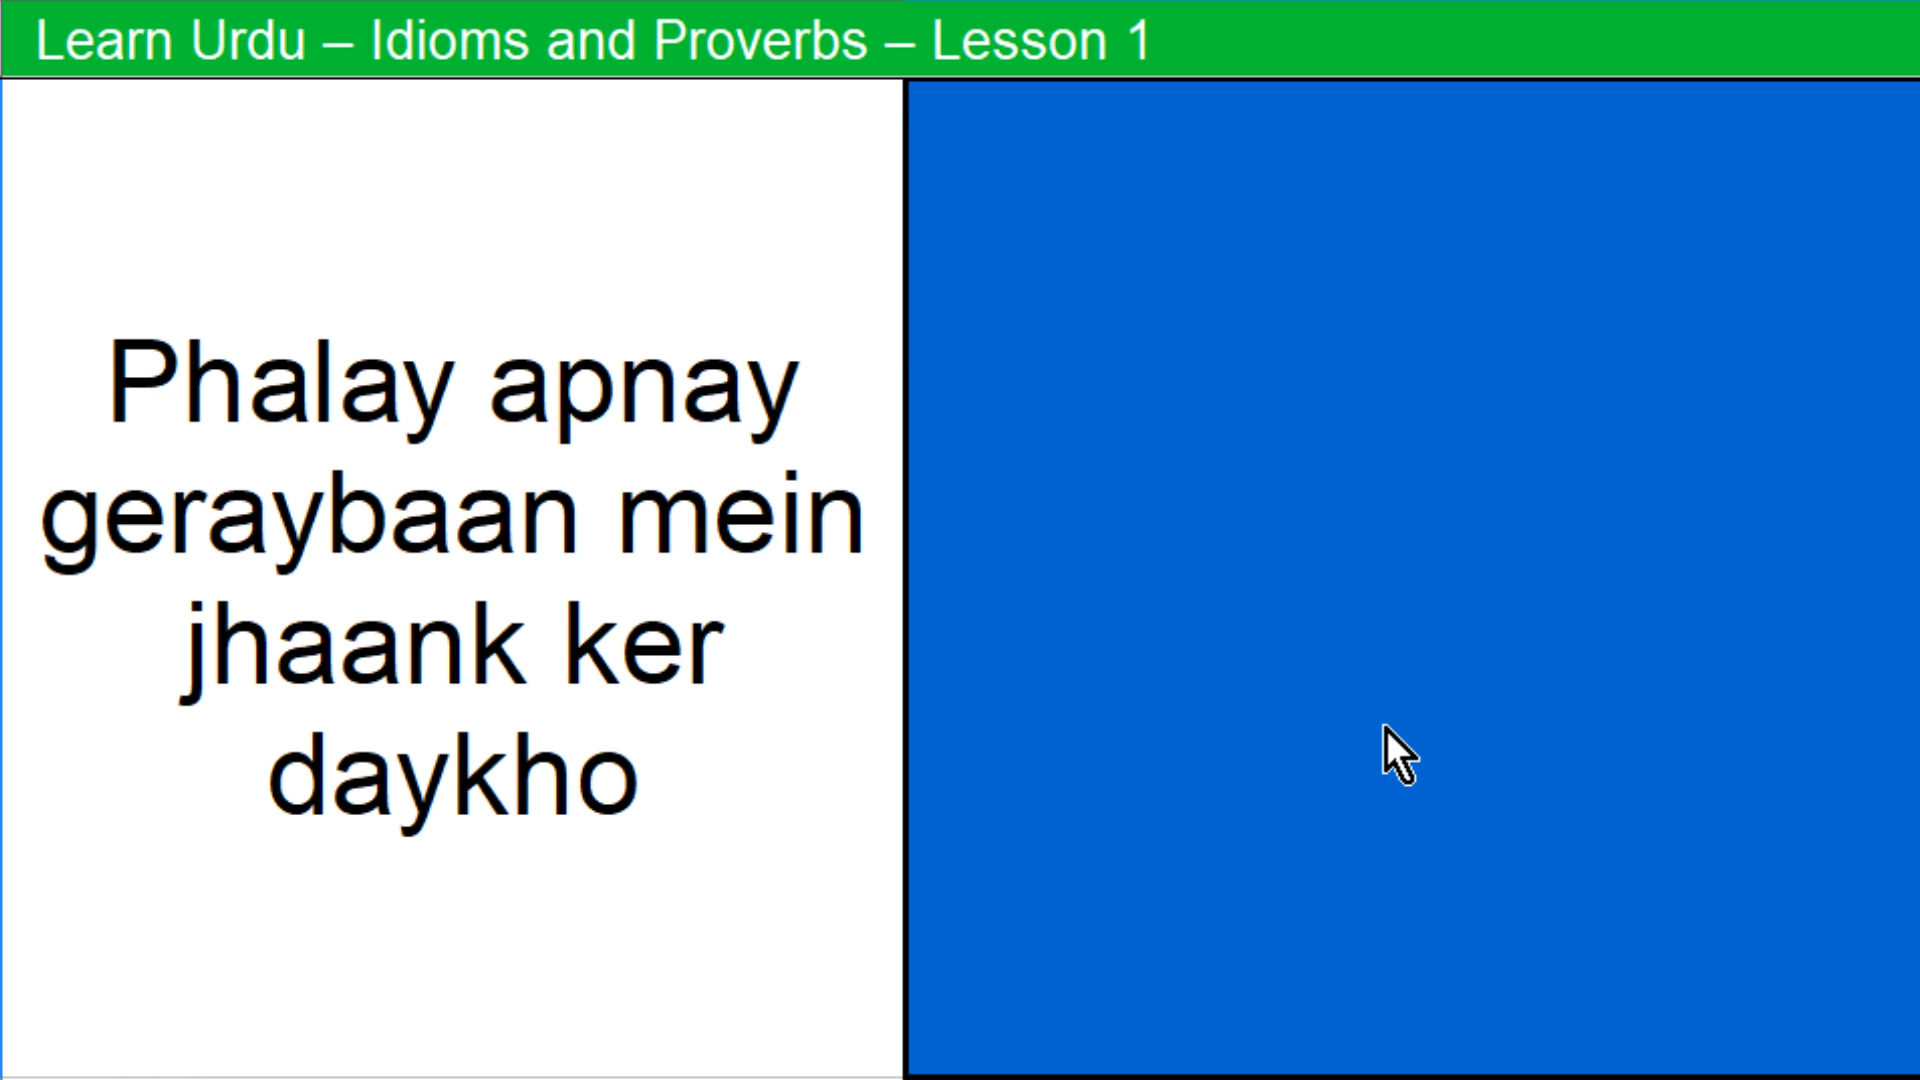 Learn Urdu – Idioms and Proverbs – Lesson 1
Phalay apnay
geraybaan mein
jhaank ker
daykho